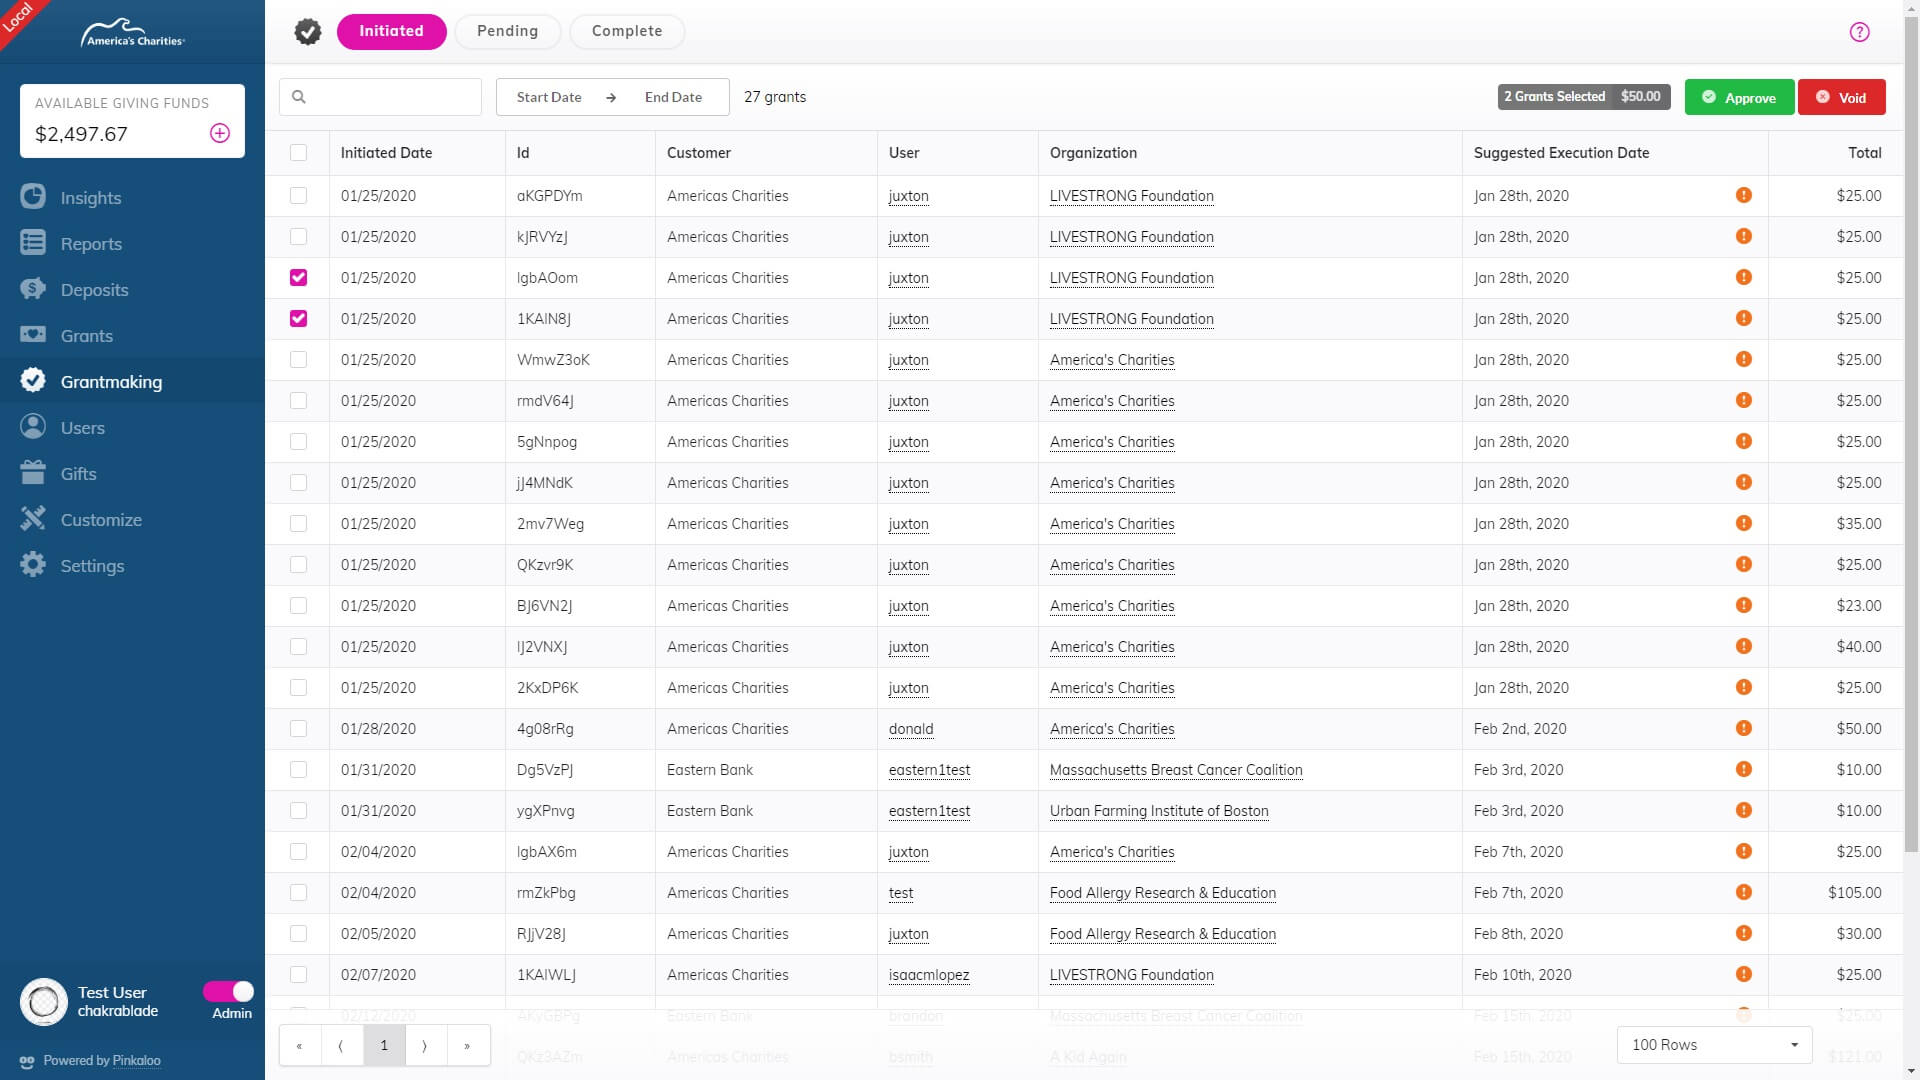 Local
America's Charities
Initiated
Pending
Complete
?
AVAILABLE GIVING FUNDS
$2,497.67
Insights
Reports
Deposits
Grants
Grantmaking
Users
Gifts
Customize
Settings
Test User
chakrablade
Admin
Powered by Pinkaloo
Start Date → End Date
27 grants
2 Grants Selected $50.00
Approve
Void
Initiated Date Id Customer User Organization Suggested Execution Date Total
01/25/2020 aKGPDYm Americas Charities juxton LIVESTRONG Foundation Jan 28th, 2020 $25.00
01/25/2020 kJRVYzJ Americas Charities juxton LIVESTRONG Foundation Jan 28th, 2020 $25.00
01/25/2020 lgbAOom Americas Charities juxton LIVESTRONG Foundation Jan 28th, 2020 $25.00
01/25/2020 1KAlN8J Americas Charities juxton LIVESTRONG Foundation Jan 28th, 2020 $25.00
01/25/2020 WmwZ3oK Americas Charities juxton America's Charities Jan 28th, 2020 $25.00
01/25/2020 rmdV64J Americas Charities juxton America's Charities Jan 28th, 2020 $25.00
01/25/2020 5gNnpog Americas Charities juxton America's Charities Jan 28th, 2020 $25.00
01/25/2020 jJ4MNdK Americas Charities juxton America's Charities Jan 28th, 2020 $25.00
01/25/2020 2mv7Weg Americas Charities juxton America's Charities Jan 28th, 2020 $35.00
01/25/2020 QKzvr9K Americas Charities juxton America's Charities Jan 28th, 2020 $25.00
01/25/2020 BJ6VN2J Americas Charities juxton America's Charities Jan 28th, 2020 $23.00
01/25/2020 lJ2VNXJ Americas Charities juxton America's Charities Jan 28th, 2020 $40.00
01/25/2020 2KxDP6K Americas Charities juxton America's Charities Jan 28th, 2020 $25.00
01/28/2020 4g08rRg Americas Charities donald America's Charities Feb 2nd, 2020 $50.00
01/31/2020 Dg5VzPJ Eastern Bank eastern1test Massachusetts Breast Cancer Coalition Feb 3rd, 2020 $10.00
01/31/2020 ygXPnvg Eastern Bank eastern1test Urban Farming Institute of Boston Feb 3rd, 2020 $10.00
02/04/2020 lgbAX6m Americas Charities juxton America's Charities Feb 7th, 2020 $25.00
02/04/2020 rmZkPbg Americas Charities test Food Allergy Research & Education Feb 7th, 2020 $105.00
02/05/2020 RJjV28J Americas Charities juxton Food Allergy Research & Education Feb 8th, 2020 $30.00
02/07/2020 1KAlWLJ Americas Charities isaacmlopez LIVESTRONG Foundation Feb 10th, 2020 $25.00
02/12/2020 AKyGBPg Eastern Bank brandon Massachusetts Breast Cancer Coalition Feb 15th, 2020 $25.00
QKz3AZm Americas Charities bsmith A Kid Again Feb 15th, 2020 $121.00
« ⟨ 1 ⟩ »
100 Rows